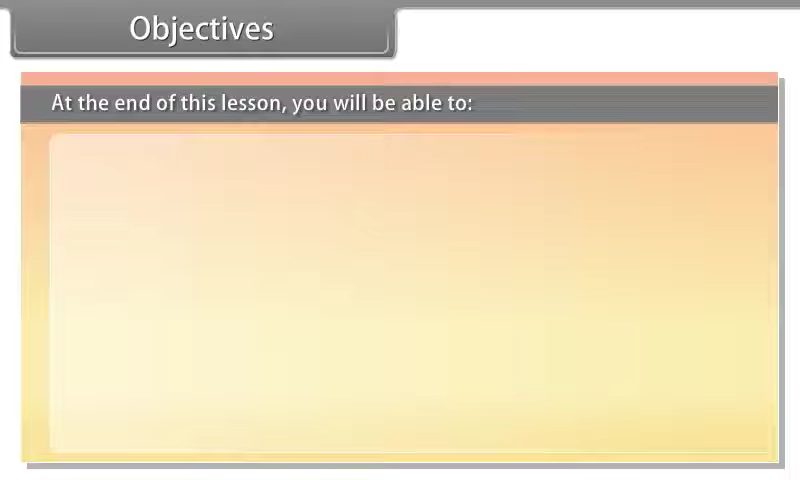 Objectives
At the end of this lesson, you will be able to: